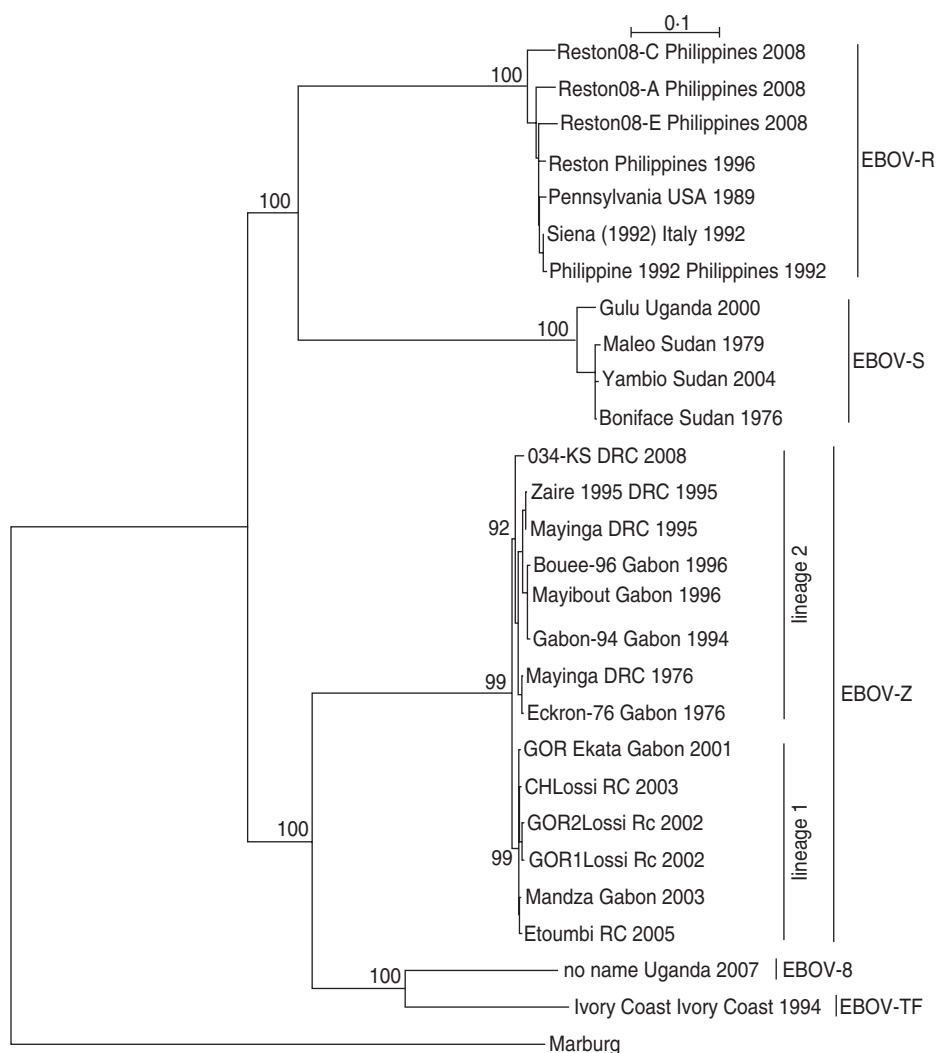 0·1
Reston08-C Philippines 2008
100
Reston08-A Philippines 2008
Reston08-E Philippines 2008
EBOV-R
Reston Philippines 1996
Pennsylvania USA 1989
100
Siena (1992) Italy 1992
Philippine 1992 Philippines 1992
Gulu Uganda 2000
100
Maleo Sudan 1979
EBOV-S
Yambio Sudan 2004
Boniface Sudan 1976
034-KS DRC 2008
Zaire 1995 DRC 1995
92
Mayinga DRC 1995
Bouee-96 Gabon 1996
lineage 2
Mayibout Gabon 1996
Gabon-94 Gabon 1994
Mayinga DRC 1976
99
EBOV-Z
Eckron-76 Gabon 1976
GOR Ekata Gabon 2001
CHLossi RC 2003
GOR2Lossi Rc 2002
lineage 1
100
GOR1Lossi Rc 2002
99
Mandza Gabon 2003
Etoumbi RC 2005
no name Uganda 2007 EBOV-8
100
Ivory Coast Ivory Coast 1994 EBOV-TF
Marburg